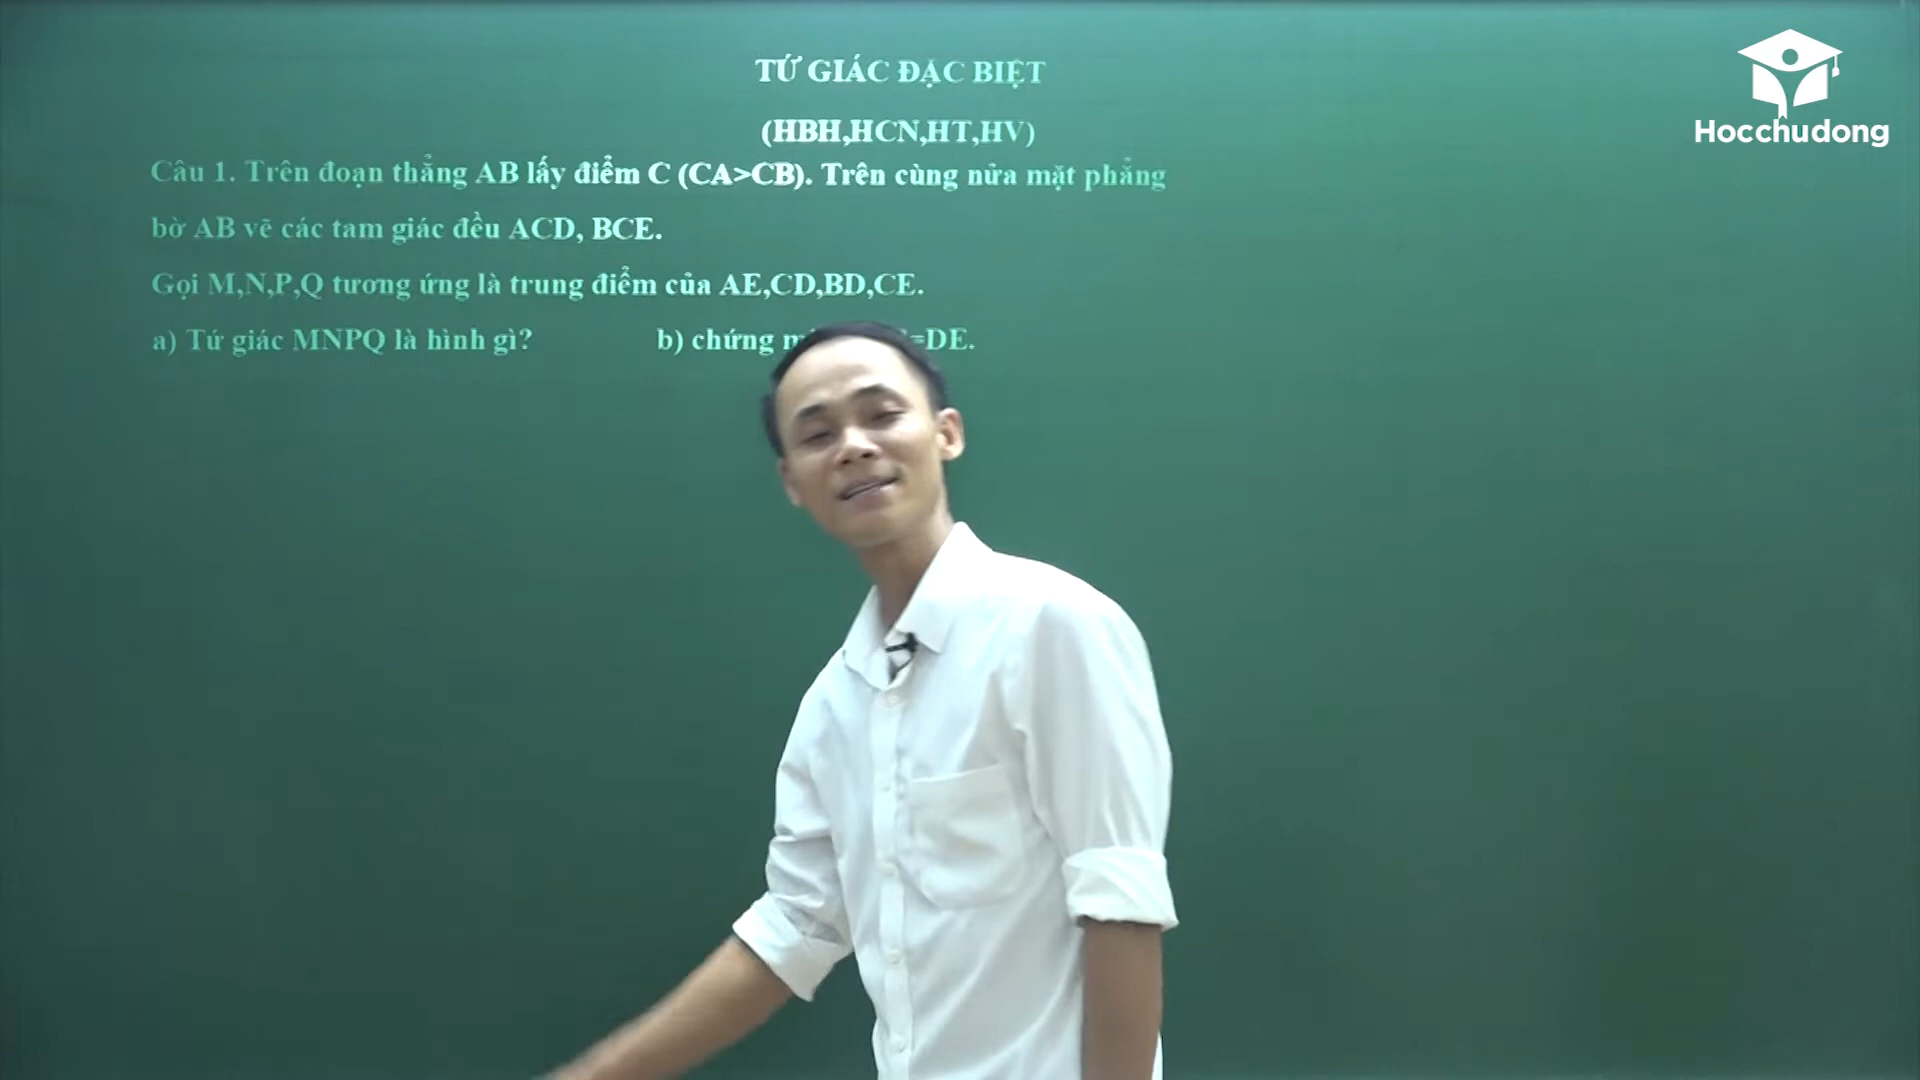 TỨ GIÁC ĐẶC BIỆT
Hocchudong
(HBH,HCN,HT,HV)
Câu 1. Trên đoạn thẳng AB lấy điểm C (CA>CB). Trên cùng nửa mặt phẳng
bờ AB vẽ các tam giác đều ACD, BCE.
Gọi M,N,P,Q tương ứng là trung điểm của AE,CD,BD,CE.
a) Tứ giác MNPQ là hình gì? b) chứng =DE.